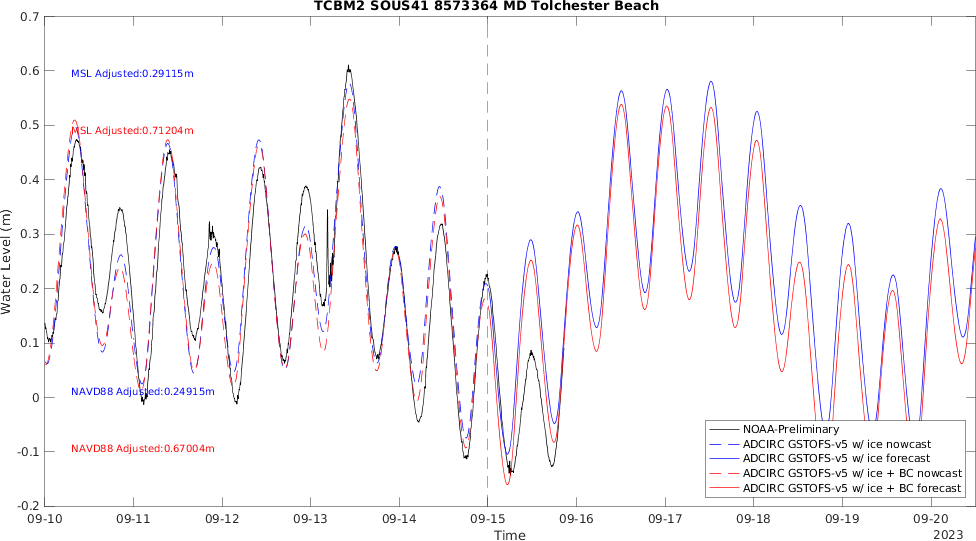 TCBM2 SOUS41 8573364 MD Tolchester Beach
0.7
0.6
0.5
0.4
0.3
0.2
0.1
0
-0.1
-0.2
Water Level (m)
MSL Adjusted:0.29115m
MSL Adjusted:0.71204m
NAVD88 Adjusted:0.24915m
NAVD88 Adjusted:0.67004m
NOAA-Preliminary
ADCIRC GSTOFS-v5 w/ ice nowcast
ADCIRC GSTOFS-v5 w/ ice forecast
ADCIRC GSTOFS-v5 w/ ice + BC nowcast
ADCIRC GSTOFS-v5 w/ ice + BC forecast
09-10 09-11 09-12 09-13 09-14 09-15 09-16 09-17 09-18 09-19 09-20
Time
2023